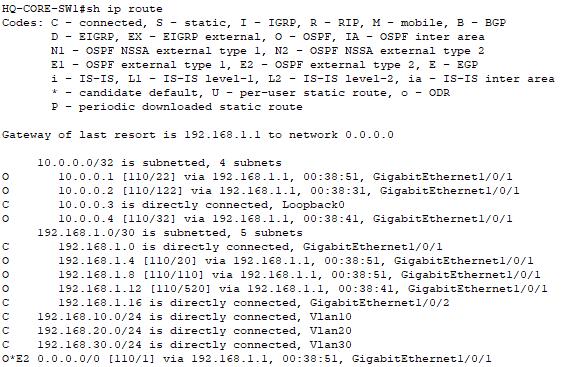 HQ-CORE-SW1#sh ip route
Codes: C - connected, S - static, I - IGRP, R - RIP, M - mobile, B - BGP
       D - EIGRP, EX - EIGRP external, O - OSPF, IA - OSPF inter area
       N1 - OSPF NSSA external type 1, N2 - OSPF NSSA external type 2
       E1 - OSPF external type 1, E2 - OSPF external type 2, E - EGP
       i - IS-IS, L1 - IS-IS level-1, L2 - IS-IS level-2, ia - IS-IS inter area
       * - candidate default, U - per-user static route, o - ODR
       P - periodic downloaded static route

Gateway of last resort is 192.168.1.1 to network 0.0.0.0

     10.0.0.0/32 is subnetted, 4 subnets
O       10.0.0.1 [110/22] via 192.168.1.1, 00:38:51, GigabitEthernet1/0/1
O       10.0.0.2 [110/122] via 192.168.1.1, 00:38:31, GigabitEthernet1/0/1
C       10.0.0.3 is directly connected, Loopback0
O       10.0.0.4 [110/32] via 192.168.1.1, 00:38:41, GigabitEthernet1/0/1
     192.168.1.0/30 is subnetted, 5 subnets
C       192.168.1.0 is directly connected, GigabitEthernet1/0/1
O       192.168.1.4 [110/20] via 192.168.1.1, 00:38:51, GigabitEthernet1/0/1
O       192.168.1.8 [110/110] via 192.168.1.1, 00:38:51, GigabitEthernet1/0/1
O       192.168.1.12 [110/520] via 192.168.1.1, 00:38:41, GigabitEthernet1/0/1
C       192.168.1.16 is directly connected, GigabitEthernet1/0/2
C    192.168.10.0/24 is directly connected, Vlan10
C    192.168.20.0/24 is directly connected, Vlan20
C    192.168.30.0/24 is directly connected, Vlan30
O*E2 0.0.0.0/0 [110/1] via 192.168.1.1, 00:38:51, GigabitEthernet1/0/1